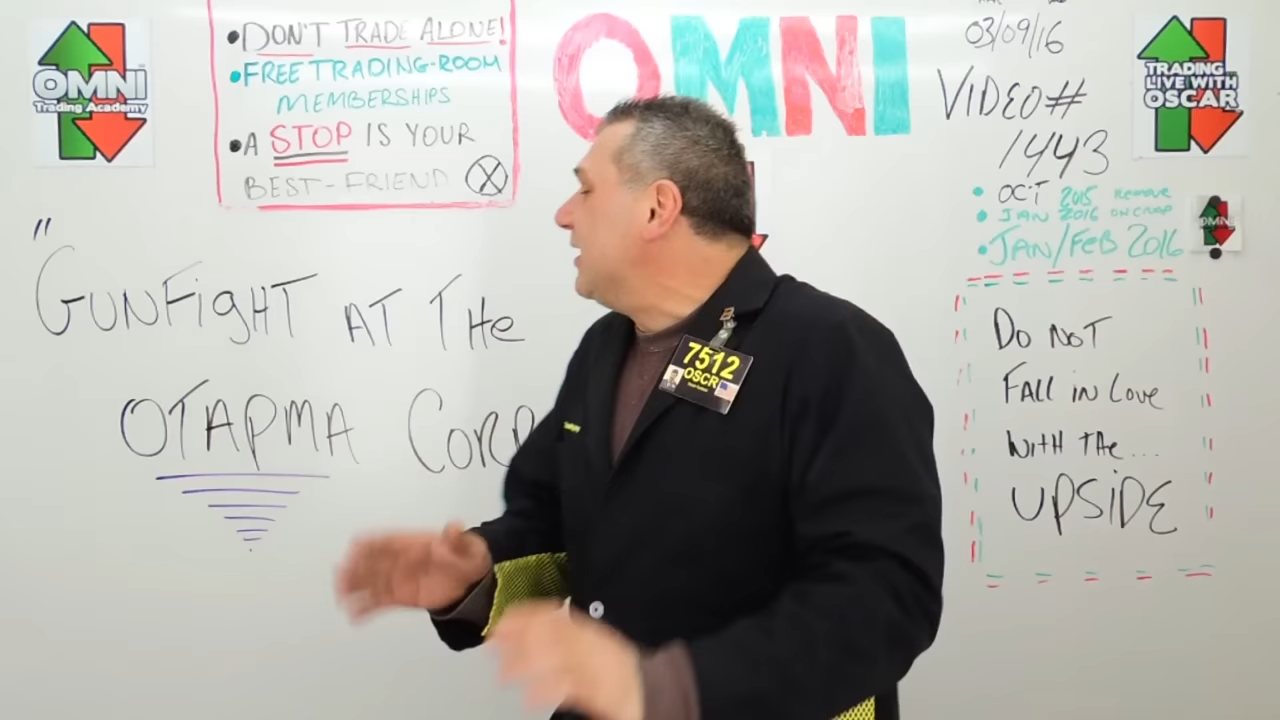 OMNI
Trading Academy
•DON'T TRADE ALONE!
•FREE TRADING-ROOM
MEMBERSHIPS
•A STOP IS YOUR
BEST-FRIEND
OMNI
03/09/16
VIDEO#
1443
TRADING
LIVE WITH
OSCAR
• OCT 2015 REMOVE
• JAN 2016 ON CRAP
•JAN/FEB 2016
OMNI
"GUNFIGHT AT THE
OTAPMA CORR
7512
OSCR
DO NOT
FALL IN LOVE
WITH THE...
UPSIDE